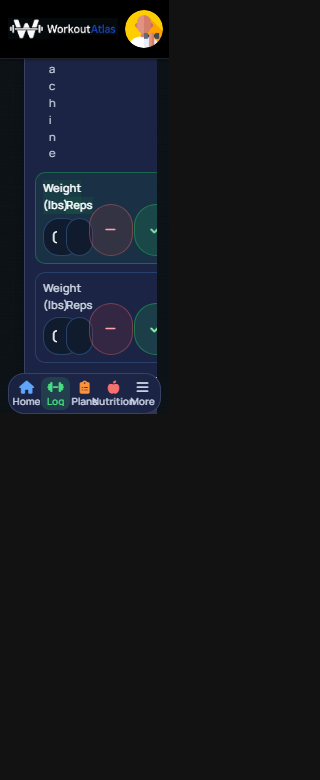 WorkoutAtlas
a
c
h
i
n
e
Weight
(lbs)Reps
Weight
(lbs)Reps
Home
Log
Plans
Nutrition
More